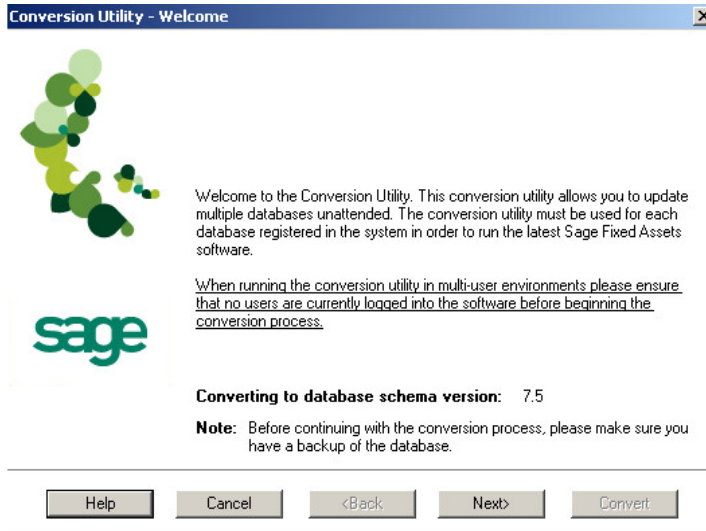 Conversion Utility - Welcome
Welcome to the Conversion Utility. This conversion utility allows you to update
multiple databases unattended. The conversion utility must be used for each
database registered in the system in order to run the latest Sage Fixed Assets
software.
When running the conversion utility in multi-user environments please ensure
that no users are currently logged into the software before beginning the
conversion process.
sage
Converting to database schema version: 7.5
Note: Before continuing with the conversion process, please make sure you
have a backup of the database.
Help Cancel <Back Next> Convert